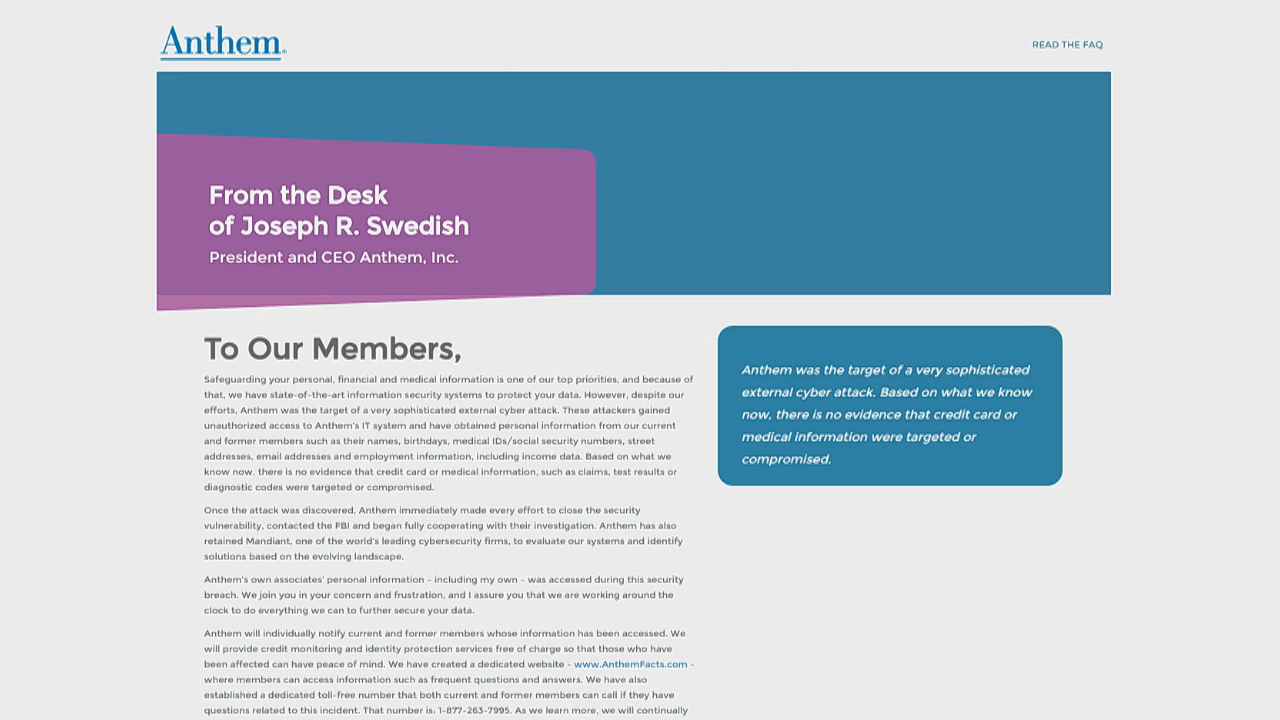 Anthem
READ THE FAQ
From the Desk
of Joseph R. Swedish
President and CEO Anthem, Inc.
To Our Members,
Safeguarding your personal, financial and medical information is one of our top priorities, and because of
that, we have state-of-the-art information security systems to protect your data. However, despite our
efforts, Anthem was the target of a very sophisticated external cyber attack. These attackers gained
unauthorized access to Anthem's IT system and have obtained personal information from our current
and former members such as their names, birthdays, medical IDs/social security numbers, street
addresses, email addresses and employment information, including income data. Based on what we
know now, there is no evidence that credit card or medical information, such as claims, test results or
diagnostic codes were targeted or compromised.
Once the attack was discovered, Anthem immediately made every effort to close the security
vulnerability, contacted the FBI and began fully cooperating with their investigation. Anthem has also
retained Mandiant, one of the world's leading cybersecurity firms, to evaluate our systems and identify
solutions based on the evolving landscape.
Anthem's own associates' personal information - including my own - was accessed during this security
breach. We join you in your concern and frustration, and I assure you that we are working around the
clock to do everything we can to further secure your data.
Anthem will individually notify current and former members whose information has been accessed. We
will provide credit monitoring and identity protection services free of charge so that those who have
been affected can have peace of mind. We have created a dedicated website - www.AnthemFacts.com -
where members can access information such as frequent questions and answers. We have also
established a dedicated toll-free number that both current and former members can call if they have
questions related to this incident. That number is: 1-877-263-7995. As we learn more, we will continually
Anthem was the target of a very sophisticated
external cyber attack. Based on what we know
now, there is no evidence that credit card or
medical information were targeted or
compromised.